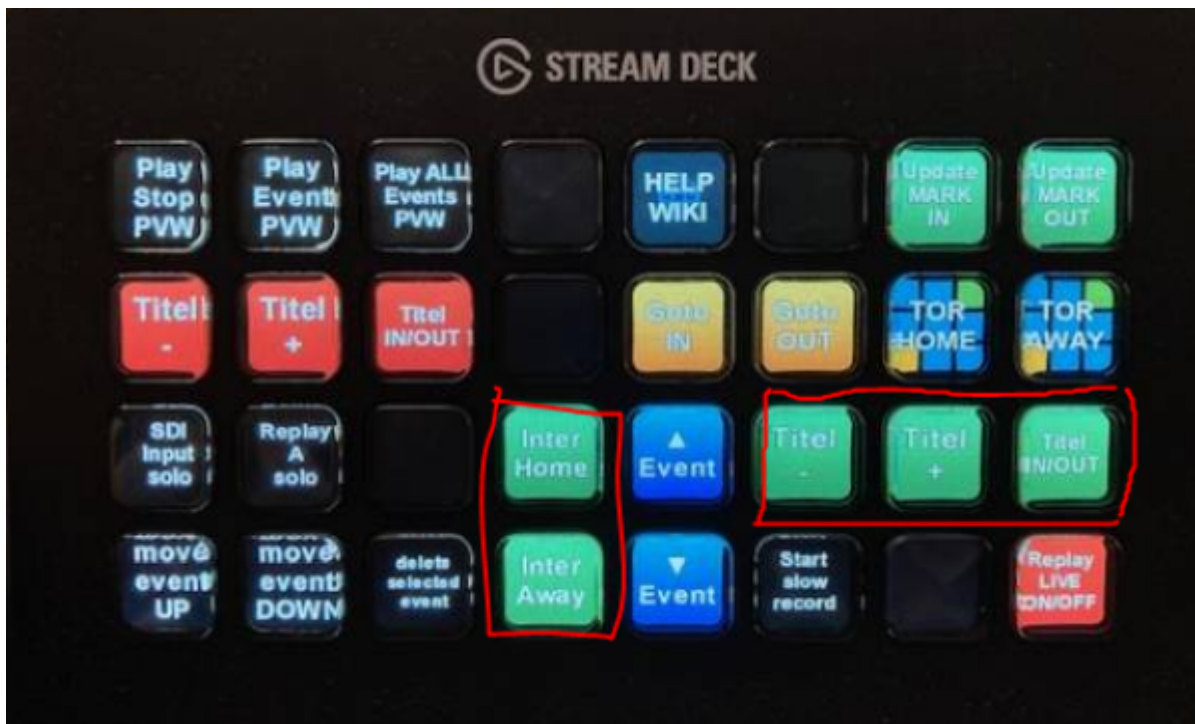 STREAM DECK
Play
Stop
PVW
Play
Event
PVW
Play ALL
Events
PVW
HELP
WIKI
Update
MARK
IN
Update
MARK
OUT
Titel
-
Titel
+
Titel
IN/OUT
Goto
IN
Goto
OUT
TOR
HOME
TOR
AWAY
SDI
Input
solo
Replay
A
solo
Inter
Home
▲
Event
Titel
-
Titel
+
Titel
IN/OUT
move
event
UP
move
event
DOWN
delete
selected
event
Inter
Away
▼
Event
Start
slow
record
Replay
LIVE
ON/OFF